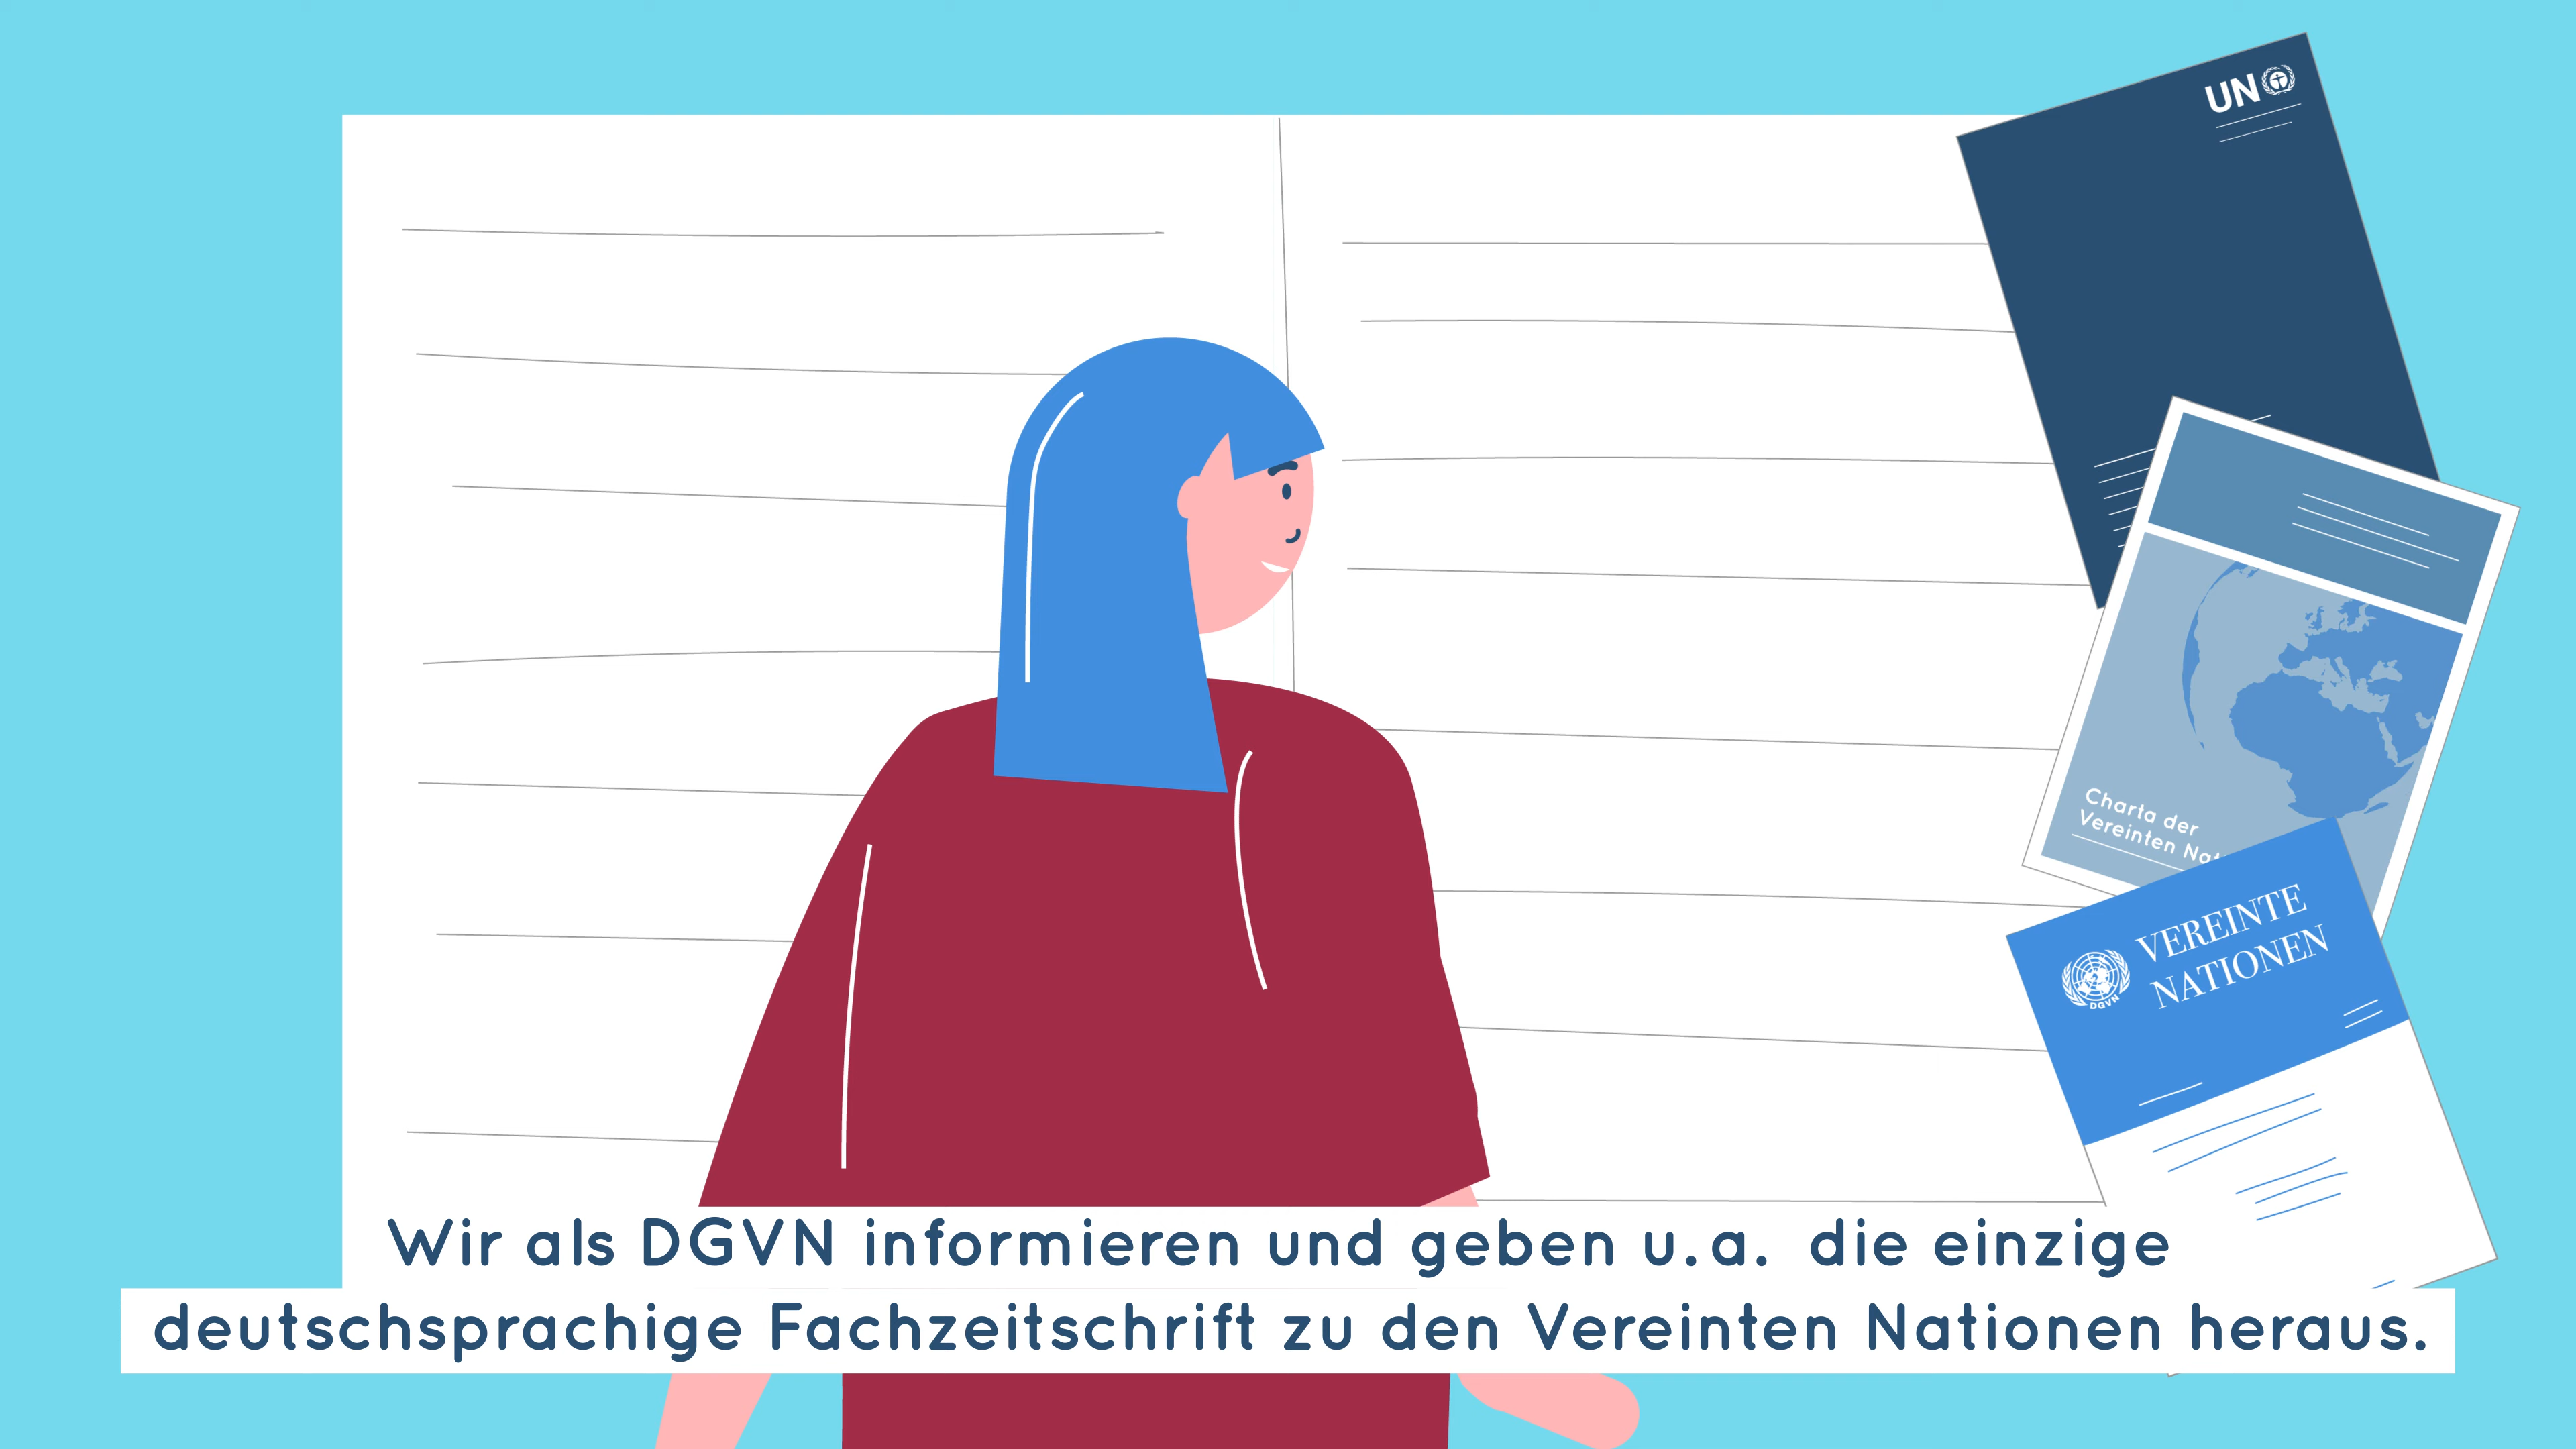 UN
Charta der
Vereinten Nat
VEREINTE
NATIONEN
DGVN
Wir als DGVN informieren und geben u.a. die einzige
deutschsprachige Fachzeitschrift zu den Vereinten Nationen heraus.